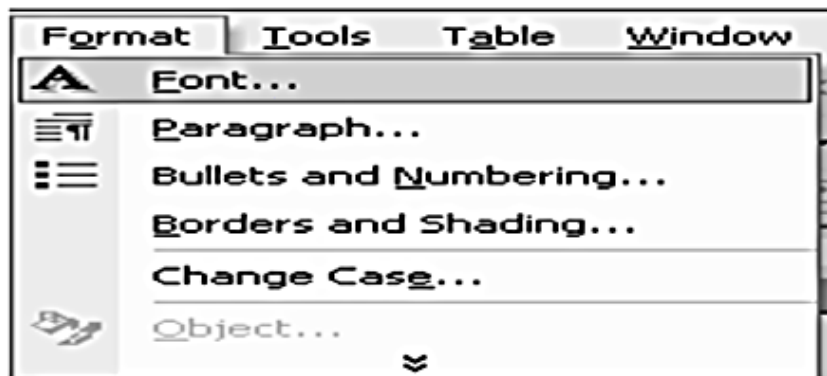 Format Tools Table Window
Font...
Paragraph...
Bullets and Numbering...
Borders and Shading...
Change Case...
Object...